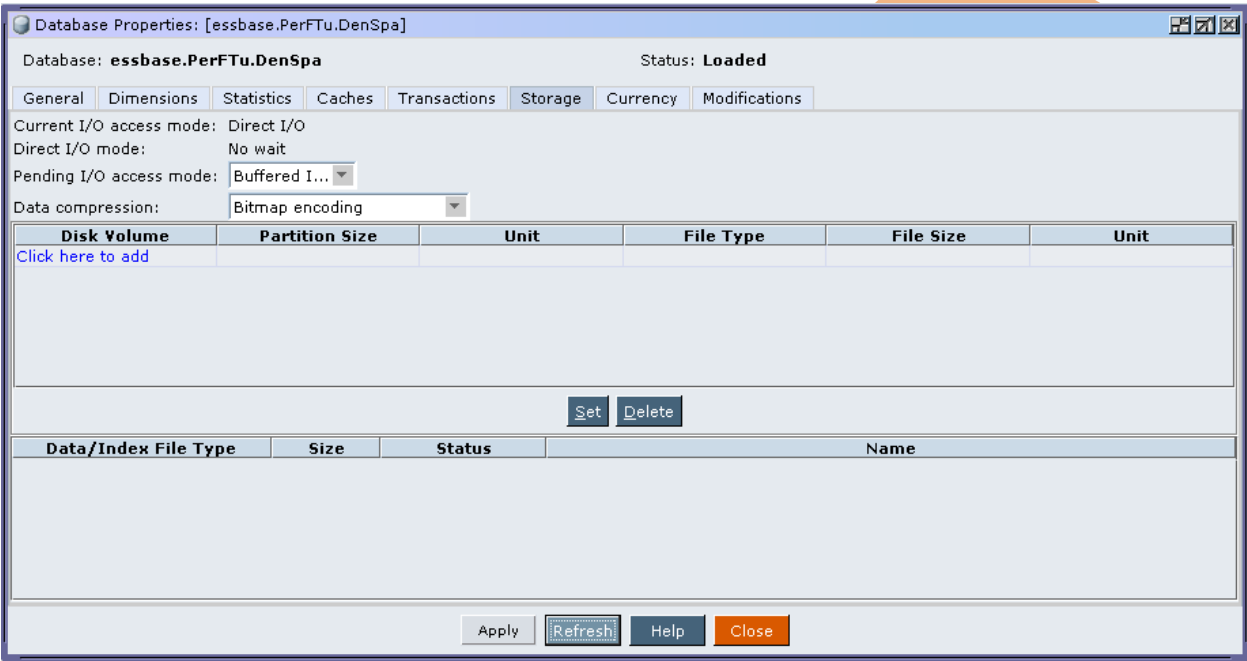 Database Properties: [essbase.PerFTu.DenSpa]
Database: essbase.PerFTu.DenSpa Status: Loaded
General Dimensions Statistics Caches Transactions Storage Currency Modifications
Current I/O access mode: Direct I/O
Direct I/O mode: No wait
Pending I/O access mode: Buffered I...
Data compression: Bitmap encoding
Disk Volume Partition Size Unit File Type File Size Unit
Click here to add
Set Delete
Data/Index File Type Size Status Name
Apply Refresh Help Close